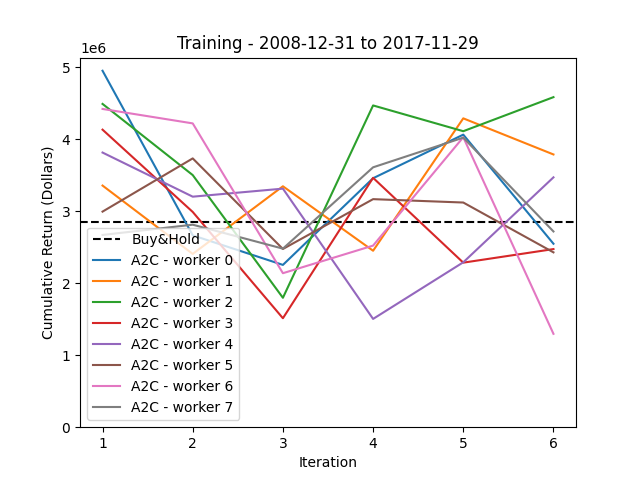 Training - 2008-12-31 to 2017-11-29
1e6
5
4
3
2
1
0
Cumulative Return (Dollars)
Buy&Hold
A2C - worker 0
A2C - worker 1
A2C - worker 2
A2C - worker 3
A2C - worker 4
A2C - worker 5
A2C - worker 6
A2C - worker 7
1 2 3 4 5 6
Iteration